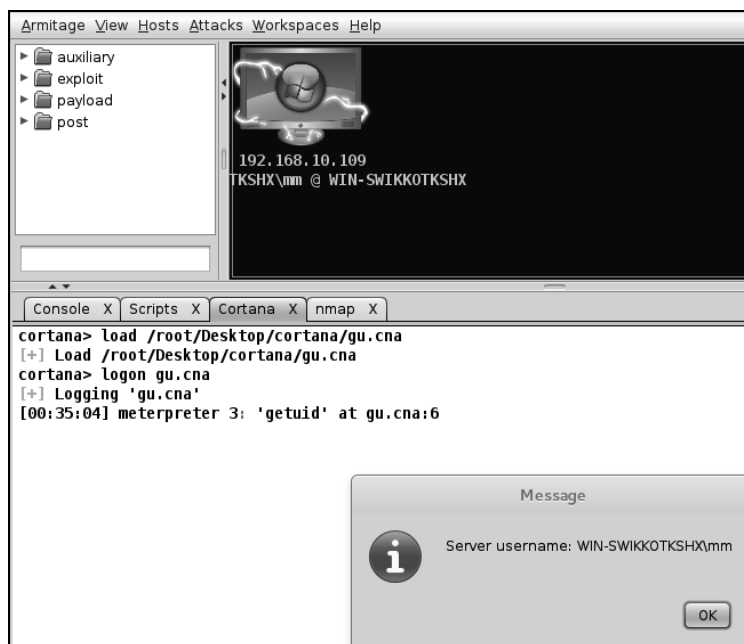 Armitage View Hosts Attacks Workspaces Help
auxiliary
exploit
payload
post
192.168.10.109
TKSHX\mm @ WIN-SWIKKOTKSHX
Console X Scripts X Cortana X nmap X
cortana> load /root/Desktop/cortana/gu.cna
[+] Load /root/Desktop/cortana/gu.cna
cortana> logon gu.cna
[+] Logging 'gu.cna'
[00:35:04] meterpreter 3: 'getuid' at gu.cna:6
Message
Server username: WIN-SWIKKOTKSHX\mm
OK